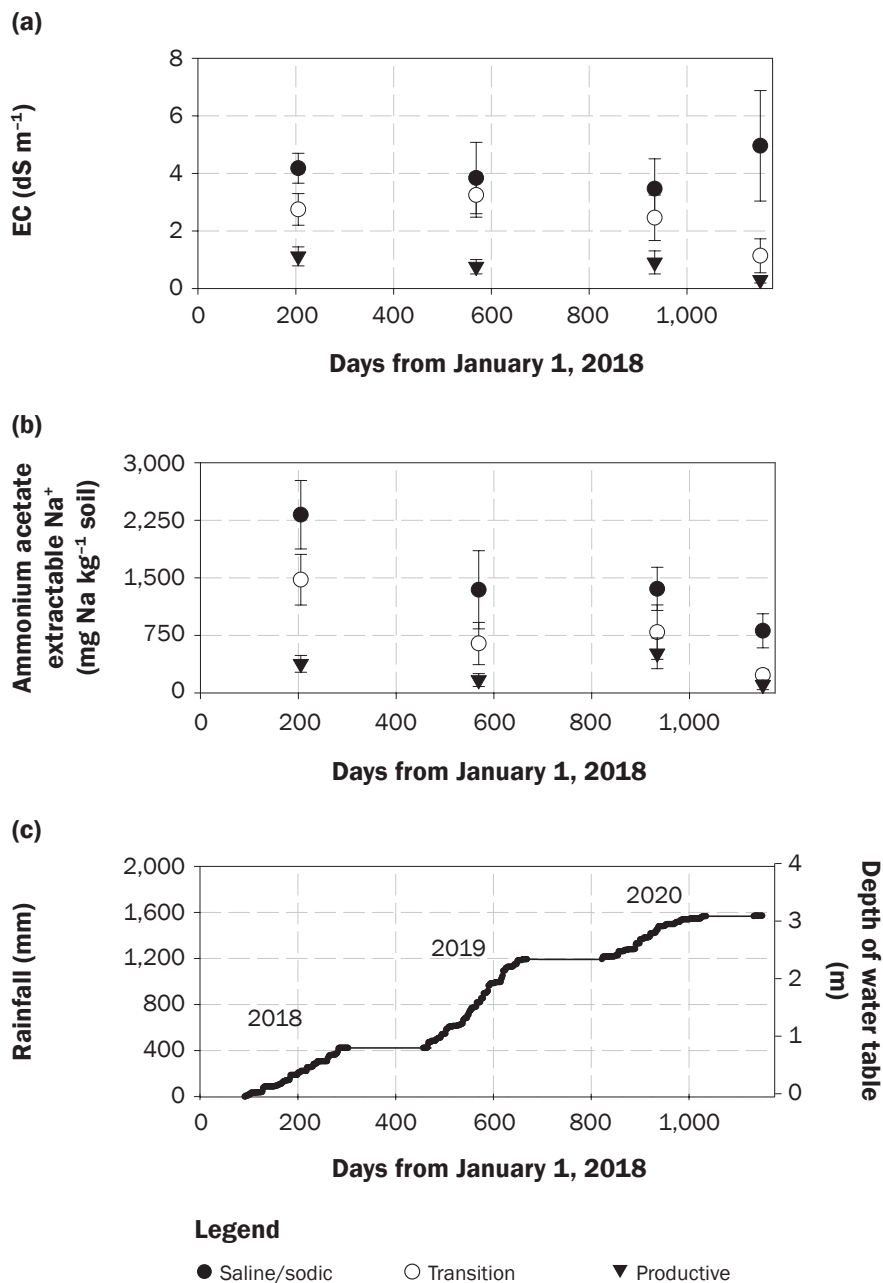 (a)
8
6
4
2
0
EC (dS m⁻¹)
0 200 400 600 800 1,000
Days from January 1, 2018
(b)
3,000
2,250
1,500
750
0
Ammonium acetate
extractable Na⁺
(mg Na kg⁻¹ soil)
0 200 400 600 800 1,000
Days from January 1, 2018
(c)
2,000
1,600
1,200
800
400
0
Rainfall (mm)
2018
2019
2020
4
3
2
1
0
Depth of water table
(m)
0 200 400 600 800 1,000
Days from January 1, 2018
Legend
Saline/sodic Transition Productive